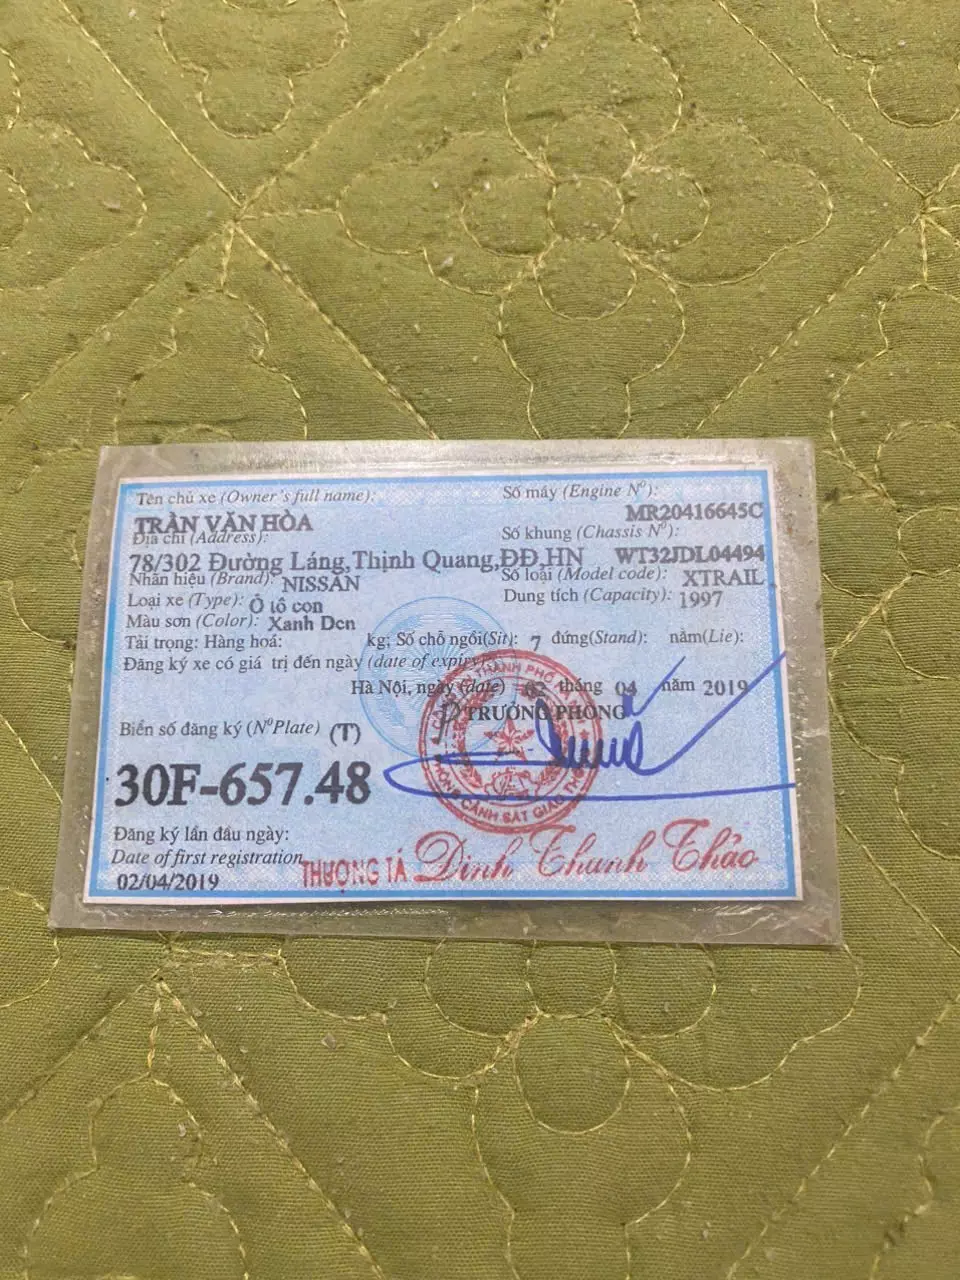 Tên chủ xe (Owner's full name):
TRẦN VĂN HÒA
Địa chỉ (Address):
78/302 Đường Láng,Thịnh Quang,ĐĐ,HN
Nhãn hiệu (Brand): NISSAN
Loại xe (Type): Ô tô con
Màu sơn (Color): Xanh Đen
Số máy (Engine Nº):
MR20416645C
Số khung (Chassis Nº):
WT32JDL04494
Số loại (Model code): XTRAIL
Dung tích (Capacity): 1997
Tải trọng: Hàng hoá: kg; Số chỗ ngồi(Sit): 7 đứng(Stand): nằm(Lie):
Đăng ký xe có giá trị đến ngày (date of expiry):
Hà Nội, ngày (date) 02 tháng 04 năm 2019
TRƯỞNG PHÒNG
Biển số đăng ký (NºPlate) (T)
30F-657.48
Đăng ký lần đầu ngày:
Date of first registration
02/04/2019
THƯỢNG TÁ Đinh Thanh Thảo